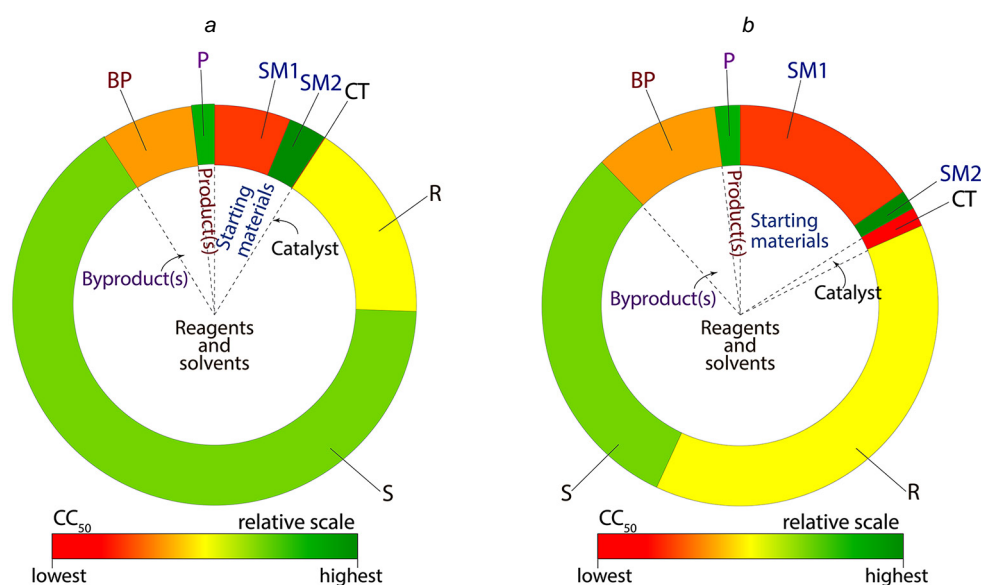 a
BP
P
SM1
SM2
CT
R
S
Product(s)
Starting
materials
Catalyst
Byproduct(s)
Reagents
and
solvents
CC50
relative scale
lowest
highest
b
BP
P
SM1
SM2
CT
R
S
Product(s)
Starting
materials
Catalyst
Byproduct(s)
Reagents
and
solvents
CC50
relative scale
lowest
highest